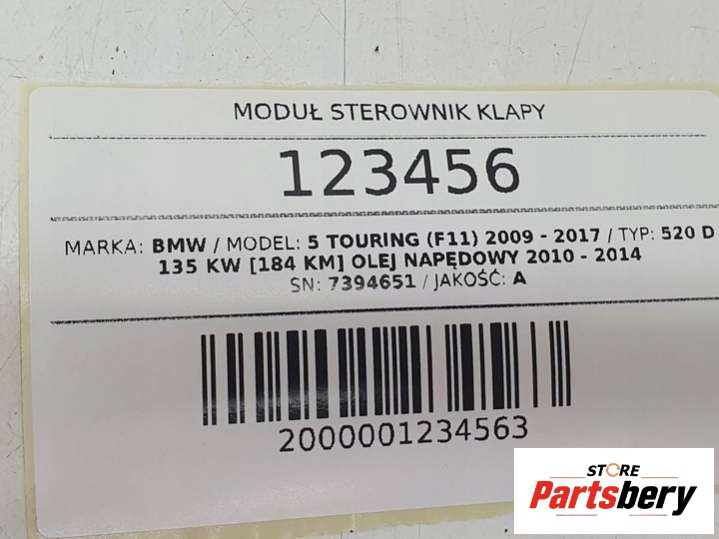 MODUŁ STEROWNIK KLAPY
123456
MARKA: BMW / MODEL: 5 TOURING (F11) 2009 - 2017 / TYP: 520 D
135 KW [184 KM] OLEJ NAPĘDOWY 2010 - 2014
SN: 7394651 / JAKOŚĆ: A
2000001234563
STORE
Partsbery